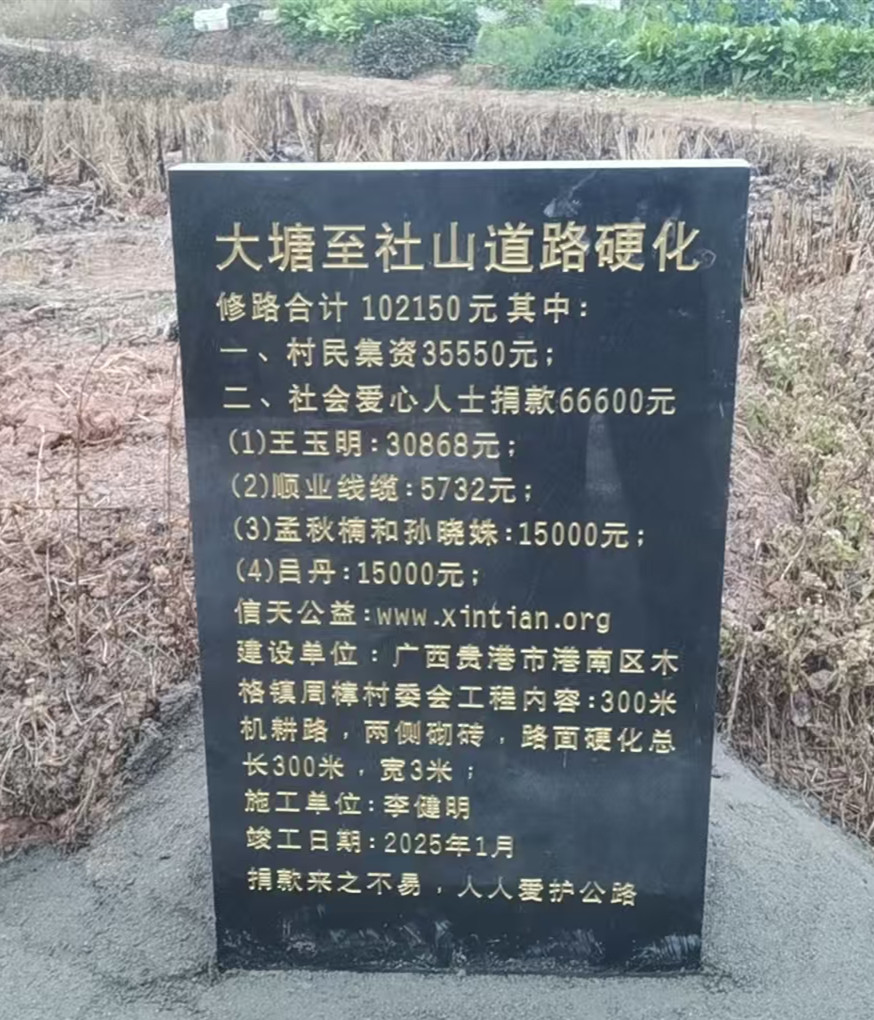 大塘至社山道路硬化
修路合计 102150 元 其中：
一、村民集资35550元；
二、社会爱心人士捐款66600元
(1)王玉明：30868元；
(2)顺业线缆：5732元；
(3)孟秋楠和孙晓姝：15000元；
(4)吕丹：15000元；
信天公益：www.xintian.org
建设单位：广西贵港市港南区木
格镇周樟村委会工程内容：300米
机耕路，两侧砌砖，路面硬化总
长300米，宽3米；
施工单位：李健明
竣工日期：2025年1月
捐款来之不易，人人爱护公路